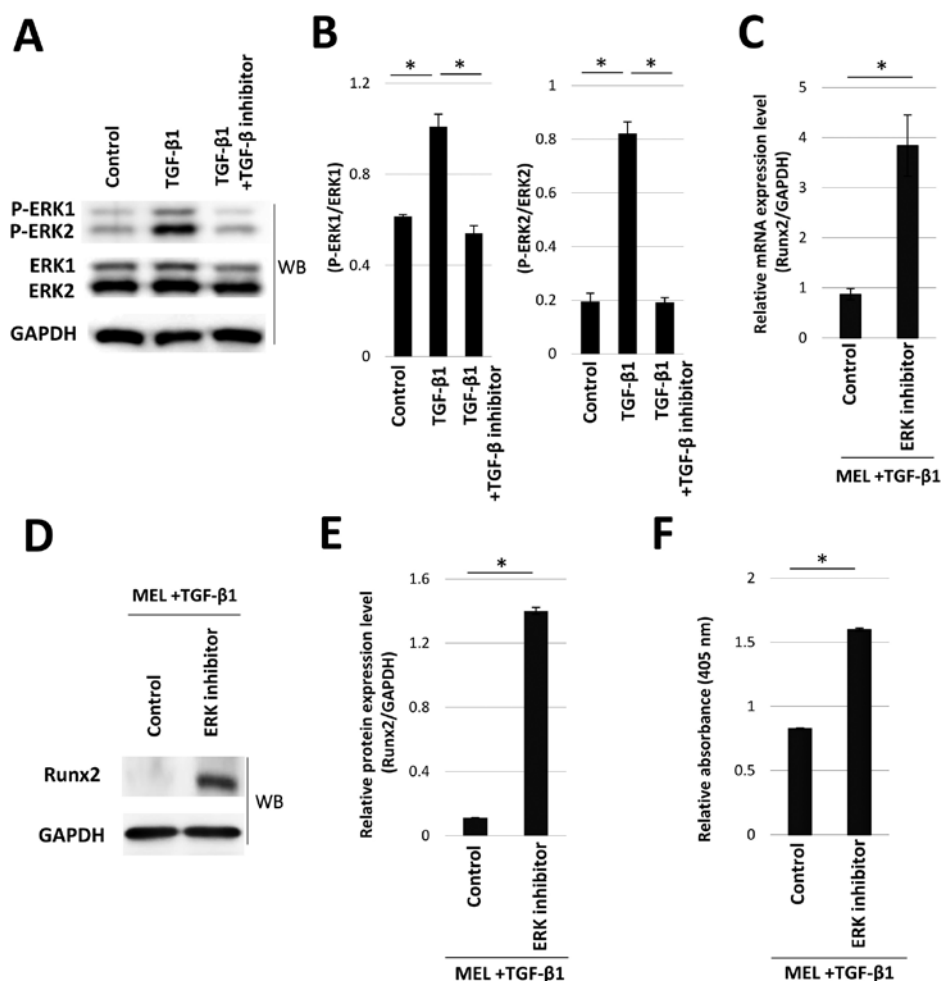 A
Control
TGF-β1
TGF-β1
+TGF-β inhibitor
P-ERK1
P-ERK2
ERK1
ERK2
GAPDH
WB
B
*
*
(P-ERK1/ERK1)
1.2
0.9
0.6
0.3
0
Control
TGF-β1
TGF-β1
+TGF-β inhibitor
*
*
(P-ERK2/ERK2)
1
0.8
0.6
0.4
0.2
0
Control
TGF-β1
TGF-β1
+TGF-β inhibitor
C
*
Relative mRNA expression level
(Runx2/GAPDH)
5
4
3
2
1
0
Control
ERK inhibitor
MEL +TGF-β1
D
MEL +TGF-β1
Control
ERK inhibitor
Runx2
GAPDH
WB
E
*
Relative protein expression level
(Runx2/GAPDH)
1.6
1.2
0.8
0.4
0
Control
ERK inhibitor
MEL +TGF-β1
F
*
Relative absorbance (405 nm)
2
1.5
1
0.5
0
Control
ERK inhibitor
MEL +TGF-β1